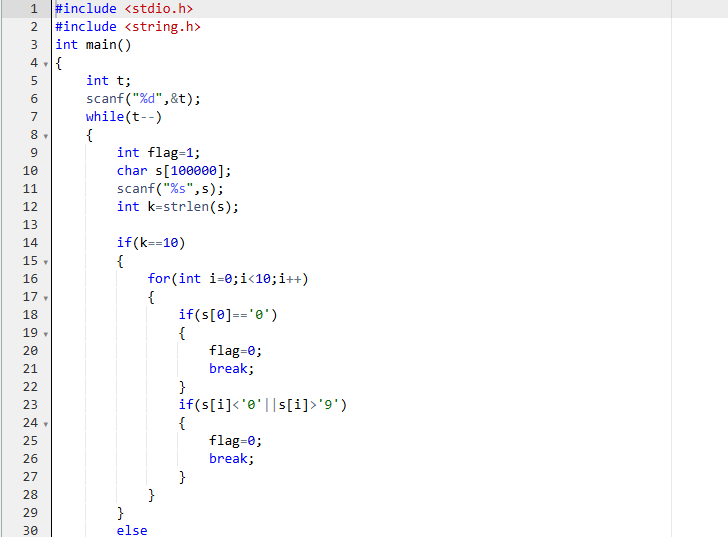 1 #include <stdio.h>
2 #include <string.h>
3 int main()
4 {
5 int t;
6 scanf("%d",&t);
7 while(t--)
8 {
9 int flag=1;
10 char s[100000];
11 scanf("%s",s);
12 int k=strlen(s);
13
14 if(k==10)
15 {
16 for(int i=0;i<10;i++)
17 {
18 if(s[0]=='0')
19 {
20 flag=0;
21 break;
22 }
23 if(s[i]<'0'||s[i]>'9')
24 {
25 flag=0;
26 break;
27 }
28 }
29 }
30 else